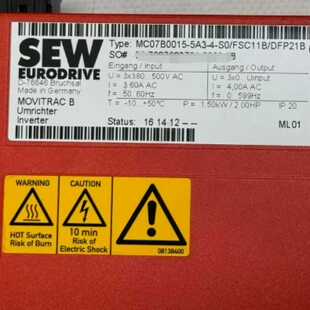 SEW
EURODRIVE
D-76646 Bruchsal
Made in Germany
MOVITRAC B
Umrichter
Inverter
Type: MC07B0015-5A3-4-S0/FSC11B/DFP21B
SO#
Eingang / Input
Ausgang / Output
U = 3x380...500V AC
U = 3x0...Uinput
I = 3.60A AC
I = 4.00A AC
f = 50...60Hz
f = 0...599Hz
T = -10...+50°C
P = 1.50kW / 2.00HP
IP 20
Status: 16 14 12 -- --
ML 01
WARNING
HOT Surface
Risk of Burn
CAUTION
10 min
Risk of
Electric Shock
08138400